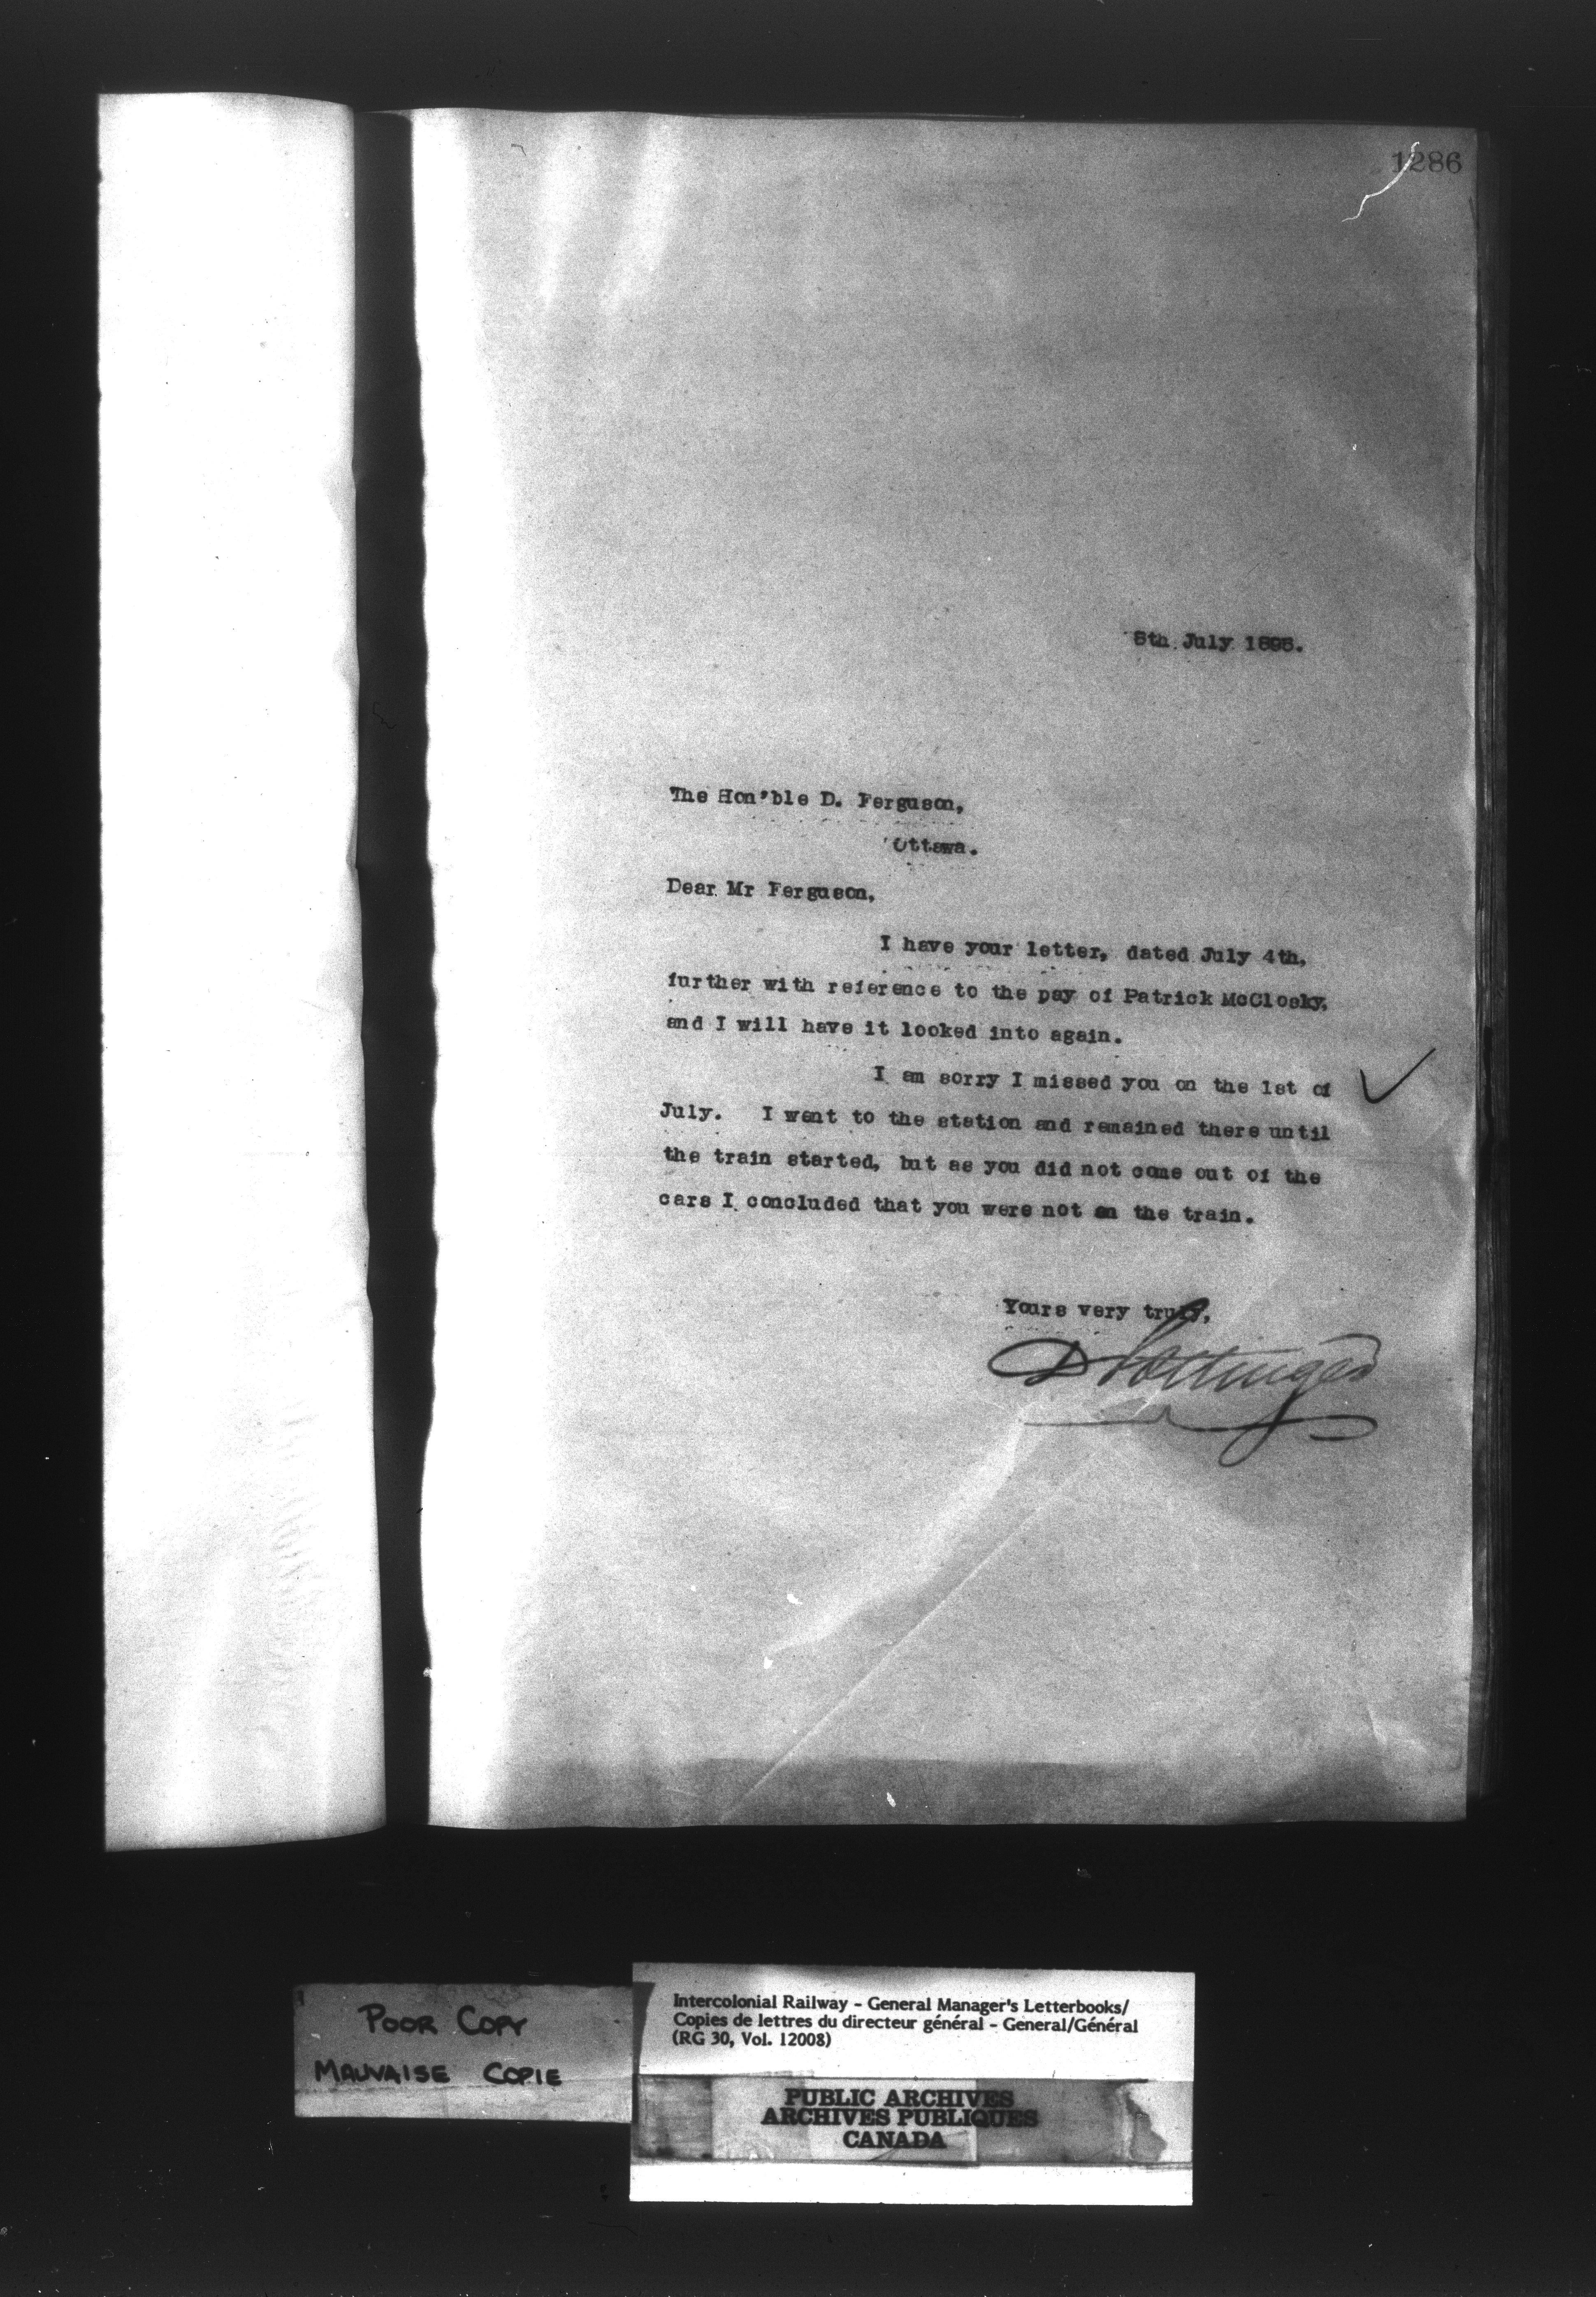 1286
8th July 1895.
The Hon'ble D. Ferguson,
Ottawa.
Dear Mr Ferguson,
I have your letter, dated July 4th,
further with reference to the pay of Patrick McClosky,
and I will have it looked into again.
I am sorry I missed you on the 1st of
July. I went to the station and remained there until
the train started, but as you did not come out of the
cars I concluded that you were not on the train.
Yours very truly,
D Pottinger
POOR COPY
MAUVAISE COPIE
Intercolonial Railway - General Manager's Letterbooks/
Copies de lettres du directeur général - General/Général
(RG 30, Vol. 12008)
PUBLIC ARCHIVES
ARCHIVES PUBLIQUES
CANADA